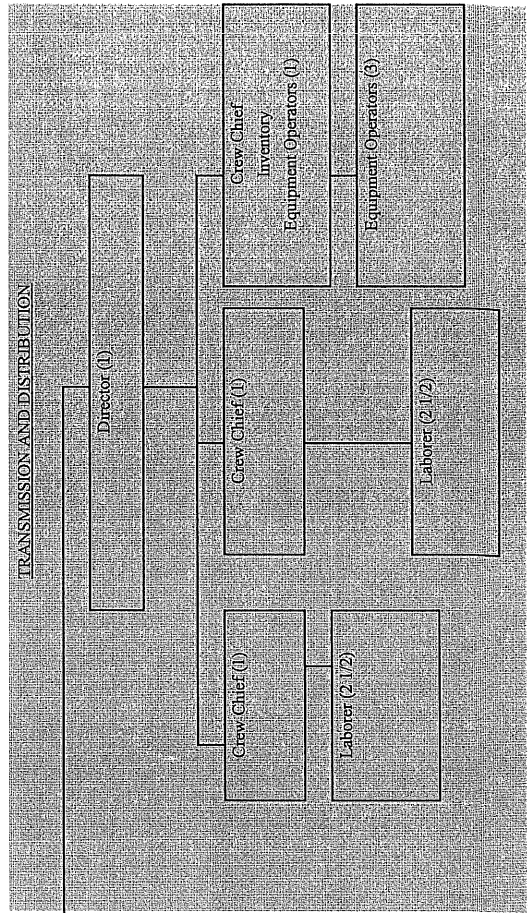 TRANSMISSION AND DISTRIBUTION
Director (1)
Crew Chief (1)
Crew Chief (1)
Crew Chief
Inventory
Equipment Operators (1)
Laborer (2 1/2)
Laborer (2 1/2)
Equipment Operators (3)